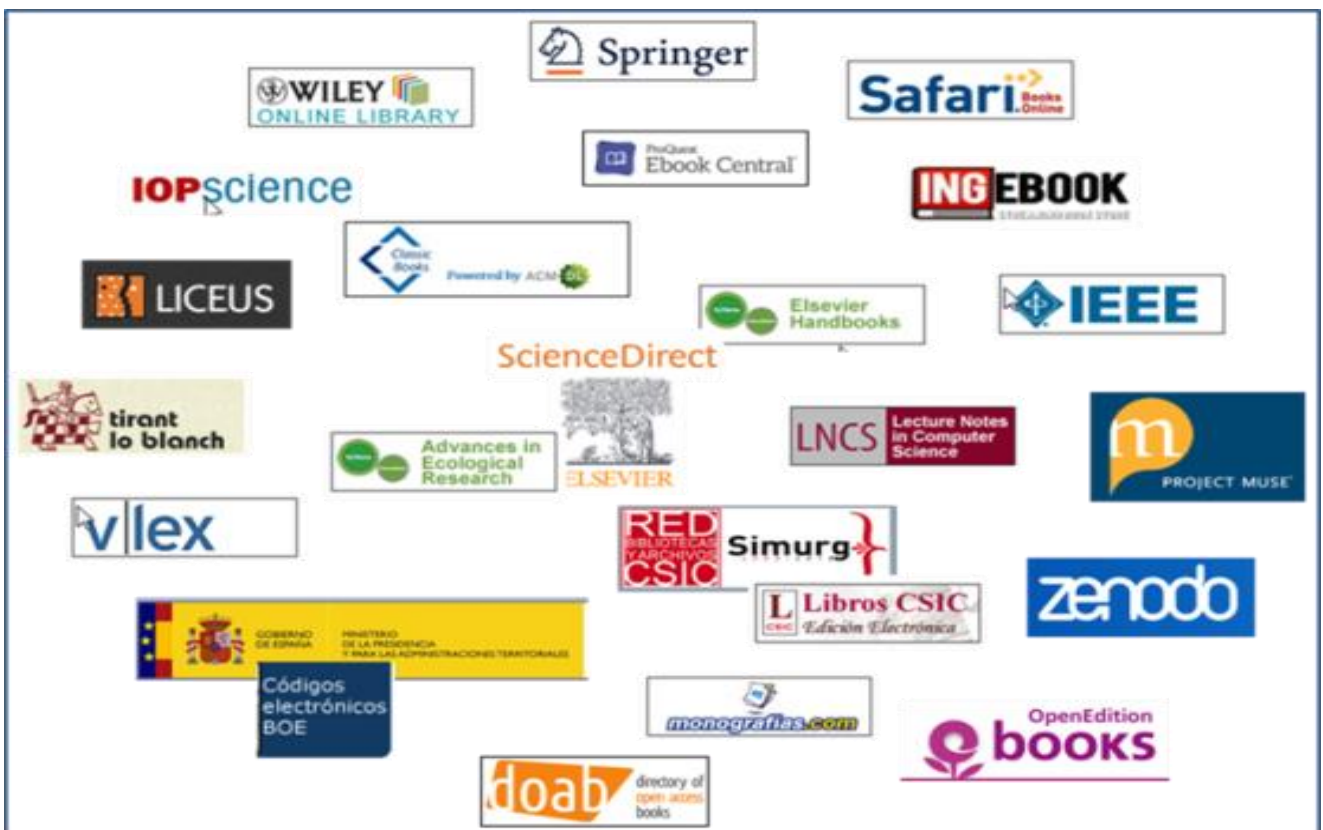 Springer
WILEY
ONLINE LIBRARY
Safari Books
Online
ProQuest
Ebook Central
IOPscience
INGEBOOK
Classic
Books
Powered by ACM DL
LICEUS
Elsevier
Handbooks
IEEE
ScienceDirect
tirant
lo blanch
Advances in
Ecological
Research
ELSEVIER
LNCS
Lecture Notes
in Computer
Science
m
PROJECT MUSE
v|lex
RED
BIBLIOTECAS
Y ARCHIVOS
CSIC
Simurg
zenodo
L
CSIC
Libros CSIC
Edición Electrónica
GOBIERNO
DE ESPAÑA
MINISTERIO
DE LA PRESIDENCIA
Y PARA LAS ADMINISTRACIONES TERRITORIALES
Códigos
electrónicos
BOE
monografias.com
OpenEdition
books
doab
directory of
open access
books